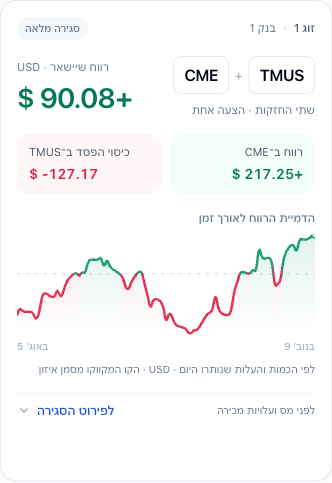 זוג 1 · בנק 1
סגירה מלאה
TMUS + CME
שתי החזקות · הצעה אחת
רווח שיישאר · USD
$ 90.08+
רווח ב־CME
$ 217.25+
כיסוי הפסד ב־TMUS
$ -127.17
הדמיית הרווח לאורך זמן
5 באוג׳
9 בנוב׳
לפי הכמות והעלות שנותרו היום · USD · הקו המקווקו מסמן איזון
לפני מס ועלויות מכירה
לפירוט הסגירה